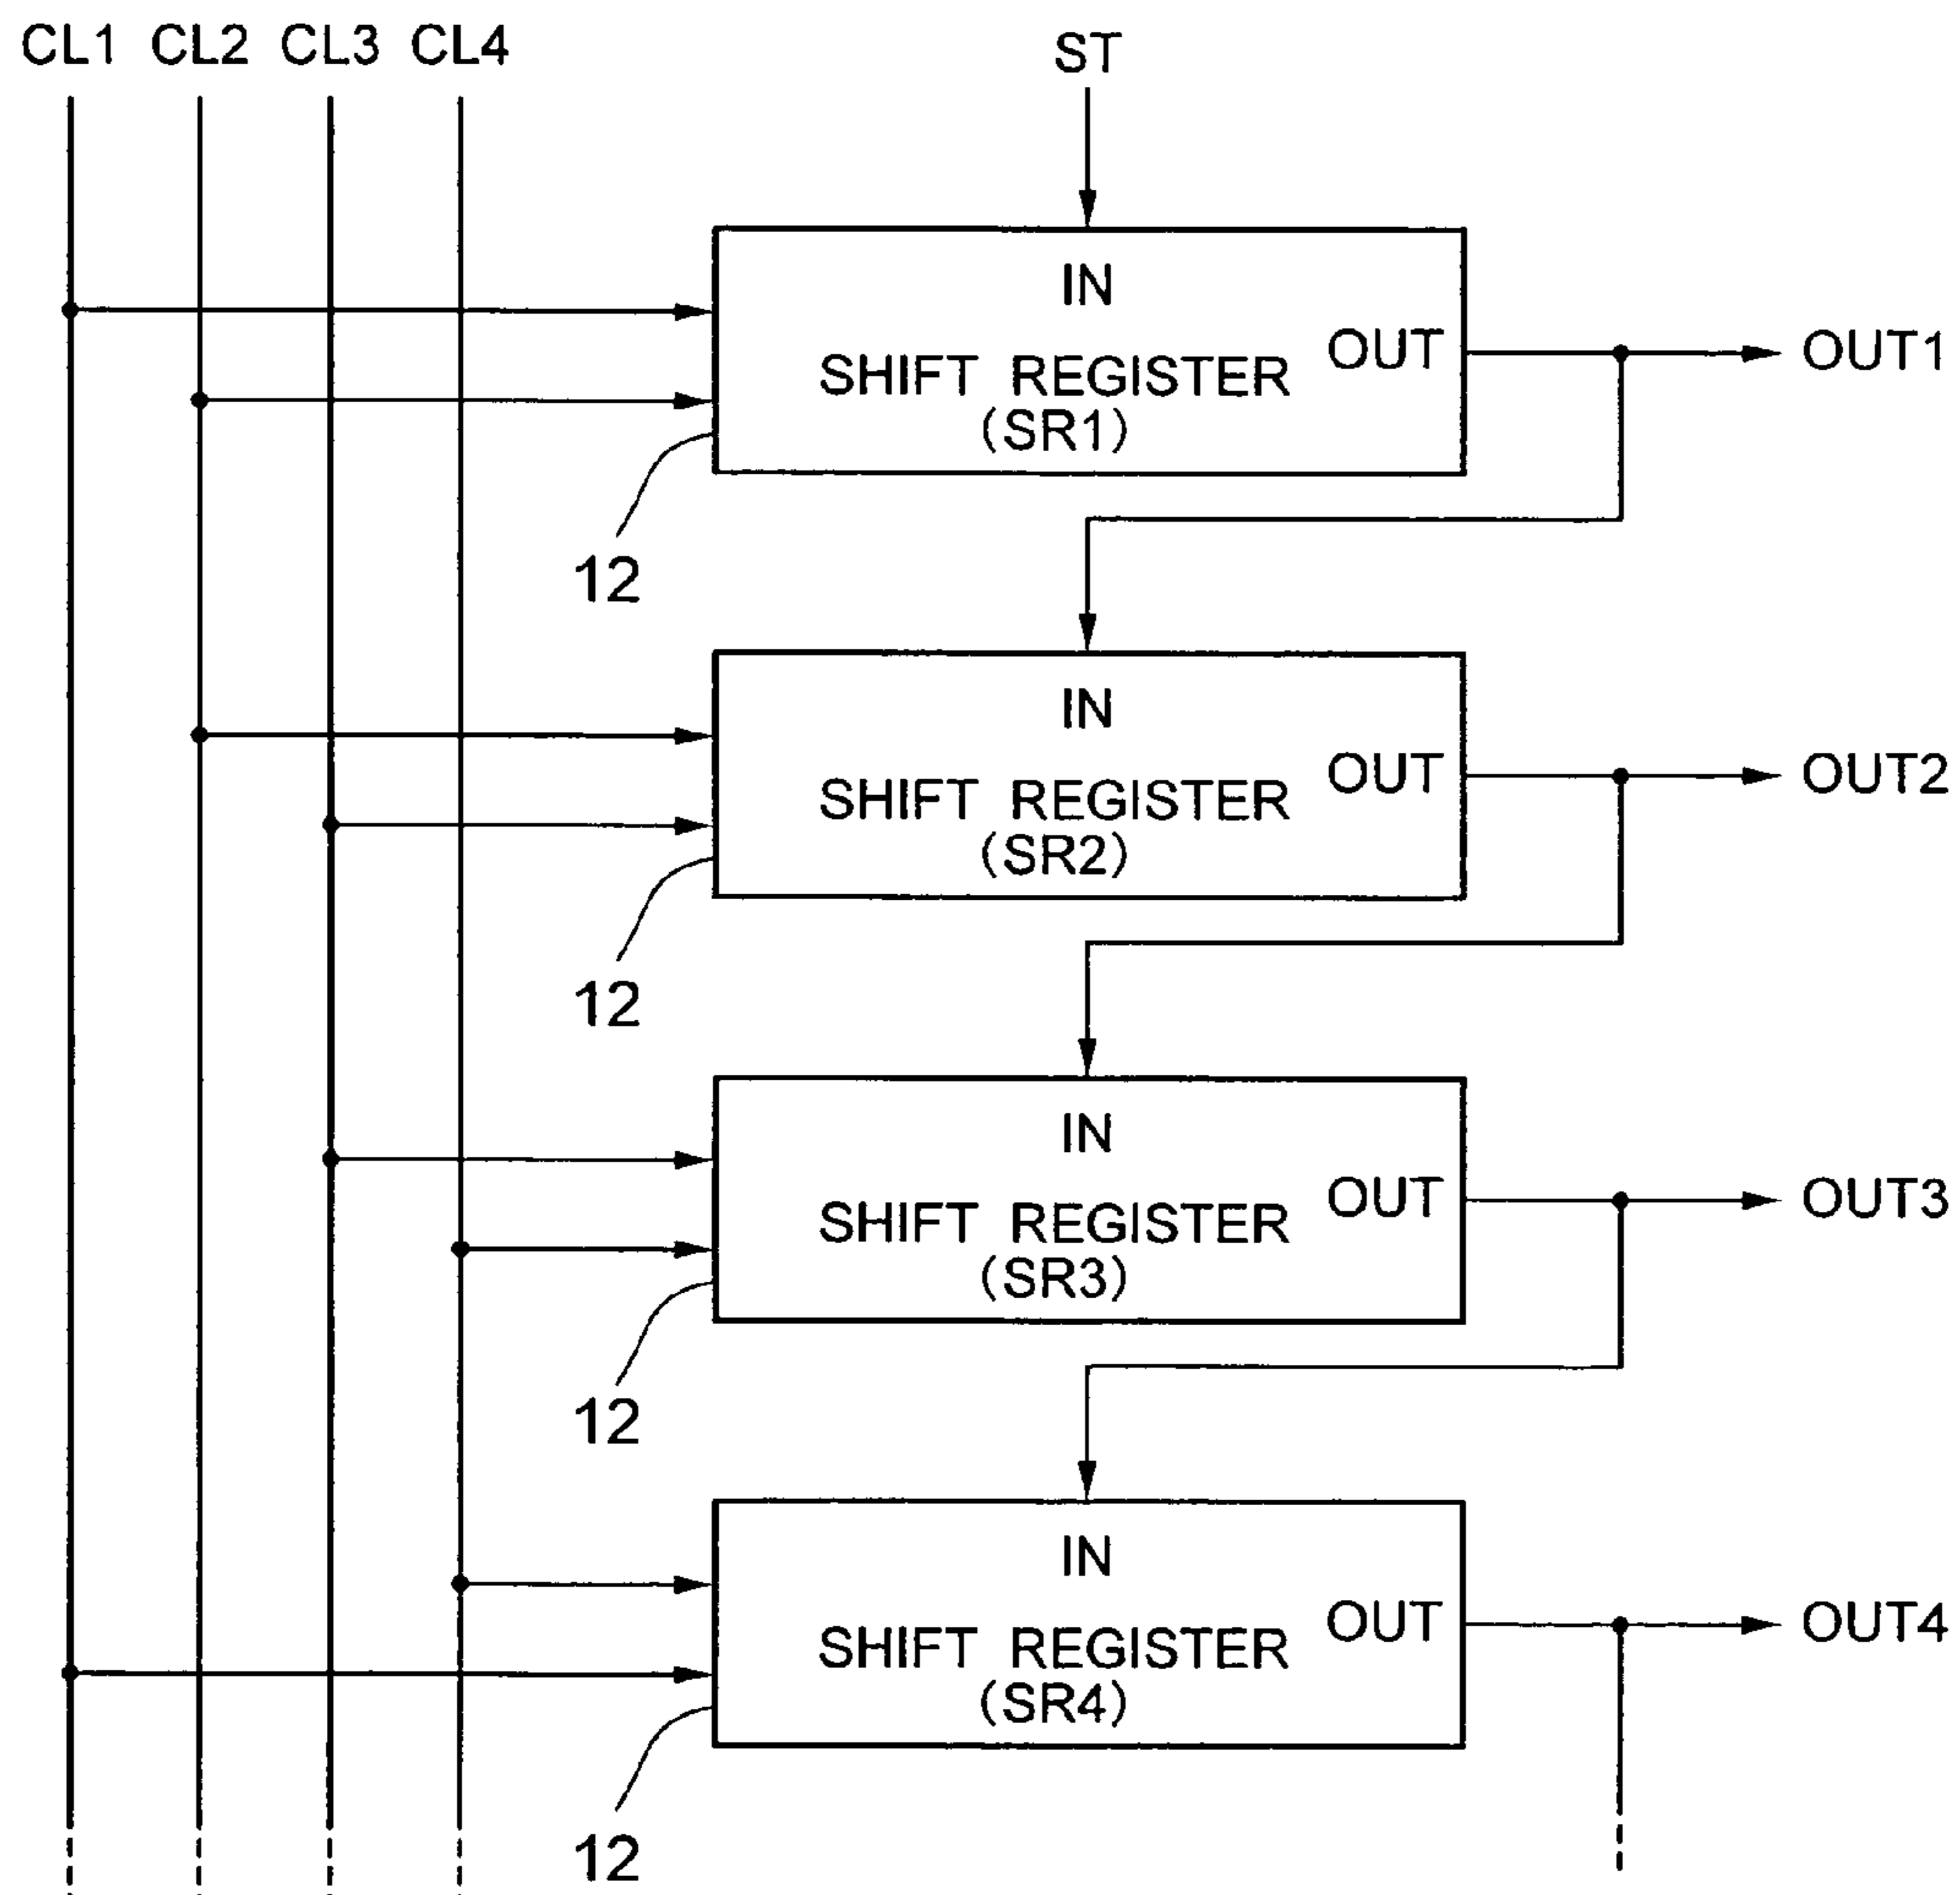 CL1 CL2 CL3 CL4
ST
IN
OUT
SHIFT REGISTER
(SR1)
OUT1
12
IN
OUT
SHIFT REGISTER
(SR2)
OUT2
12
IN
OUT
SHIFT REGISTER
(SR3)
OUT3
12
IN
OUT
SHIFT REGISTER
(SR4)
OUT4
12